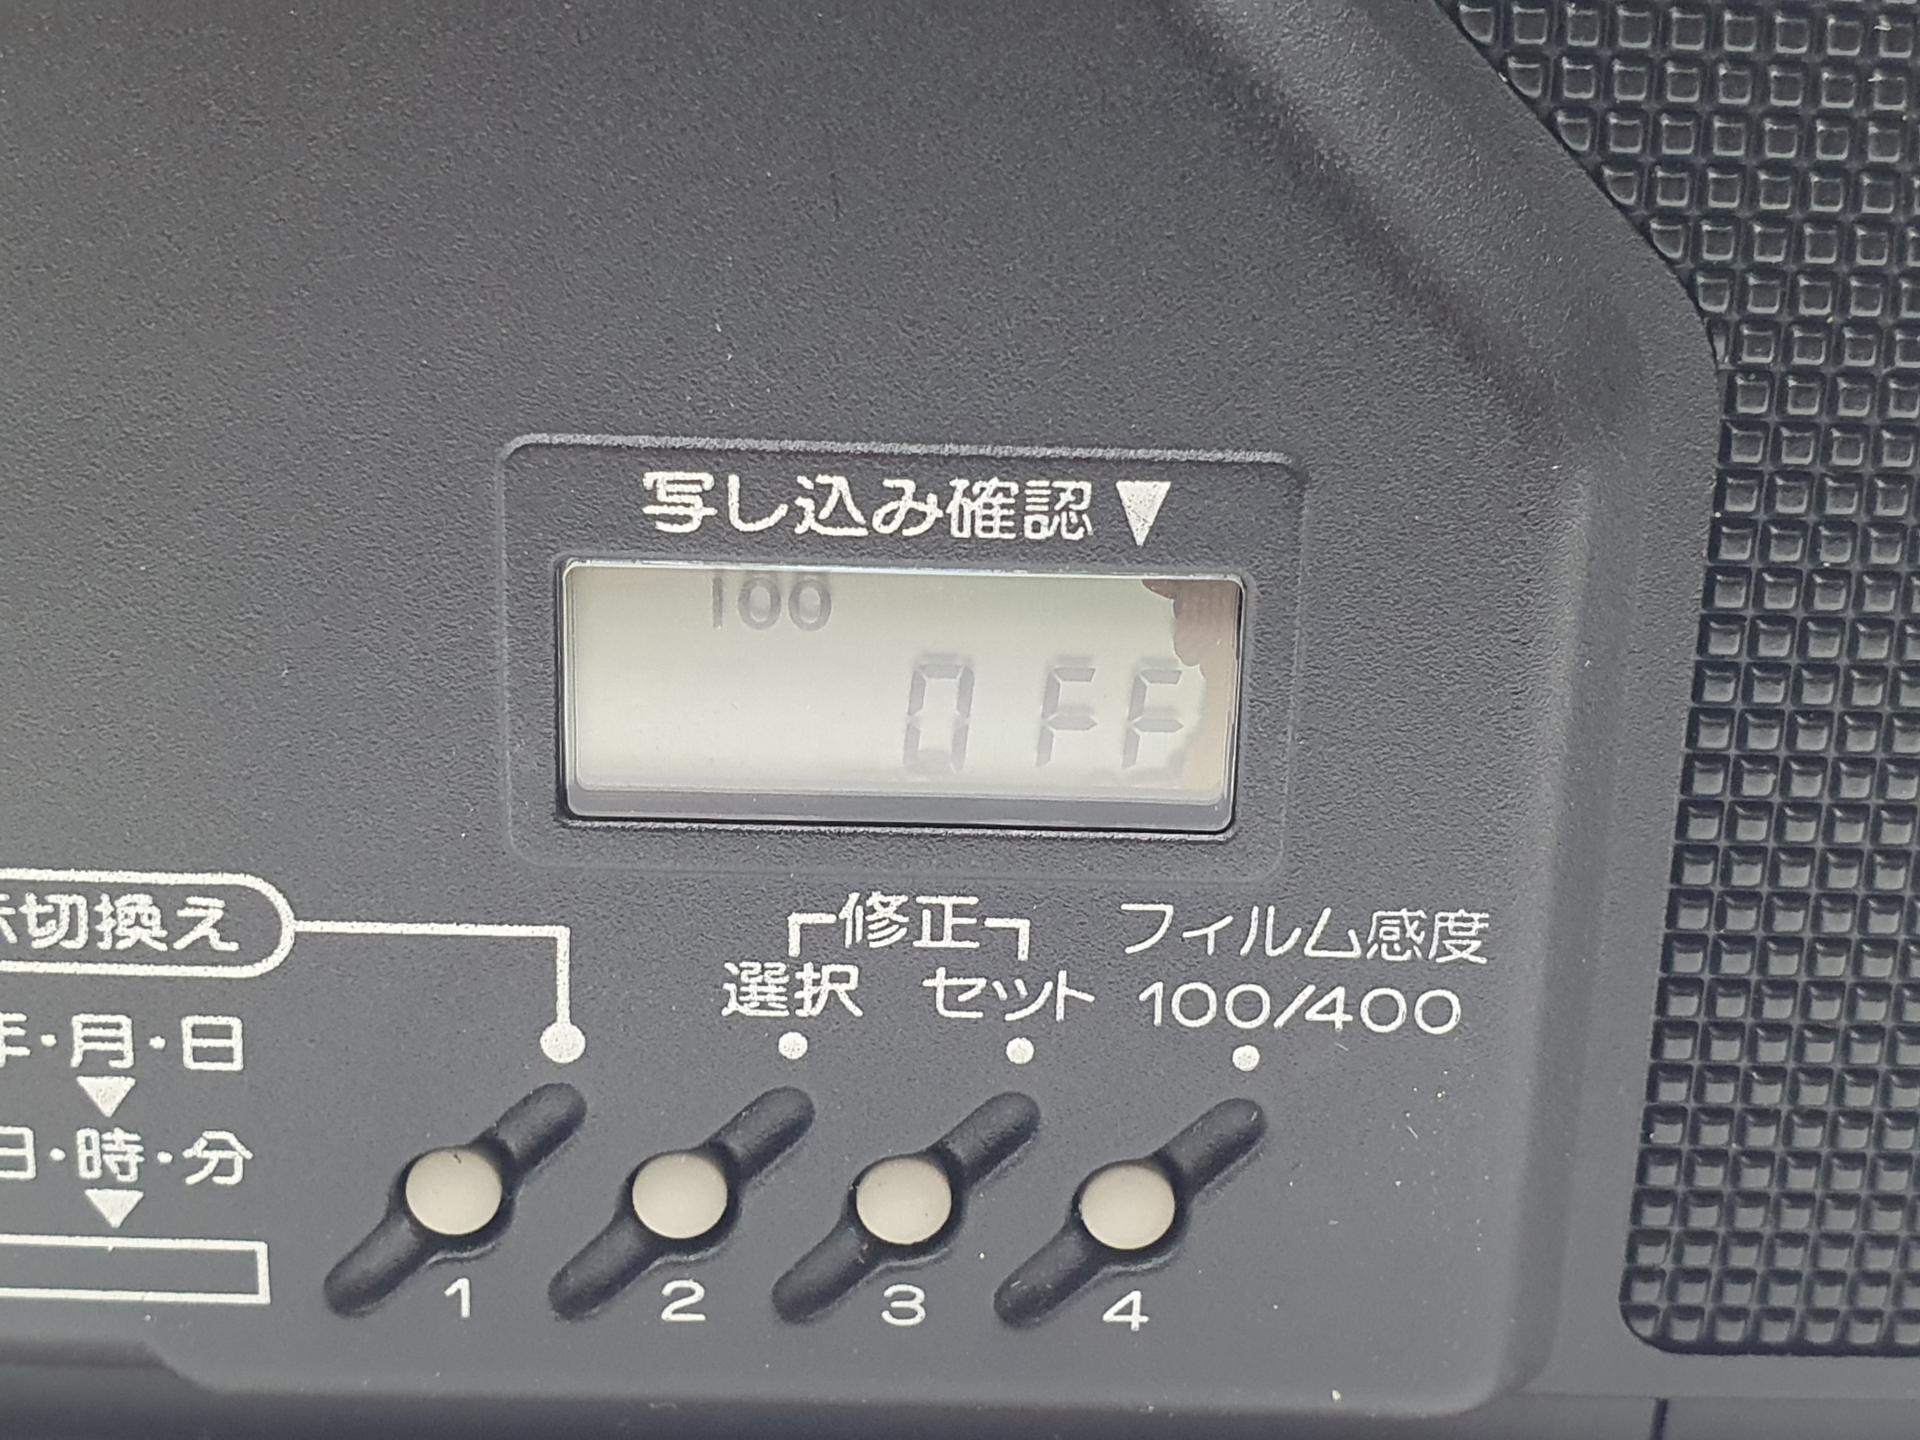 写し込み確認▼
100
OFF
切換え
修正
フィルム感度
選択 セット 100/400
年・月・日
▼
日・時・分
▼
1 2 3 4